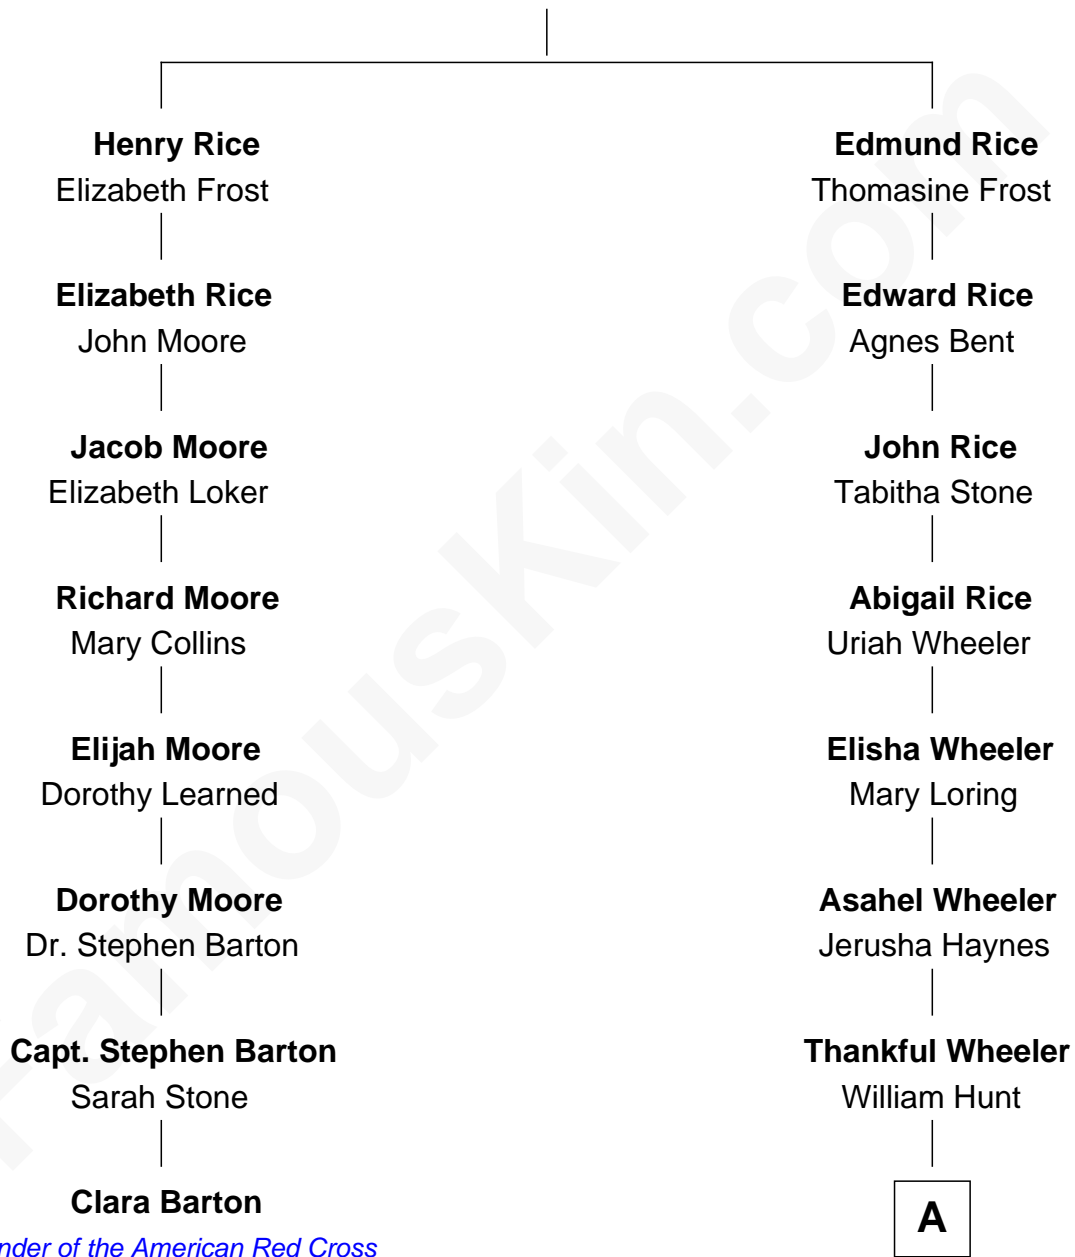 Henry Rice
Elizabeth Frost
Elizabeth Rice
John Moore
Jacob Moore
Elizabeth Loker
Richard Moore
Mary Collins
Elijah Moore
Dorothy Learned
Dorothy Moore
Dr. Stephen Barton
Capt. Stephen Barton
Sarah Stone
Clara Barton
nder of the American Red Cross
Edmund Rice
Thomasine Frost
Edward Rice
Agnes Bent
John Rice
Tabitha Stone
Abigail Rice
Uriah Wheeler
Elisha Wheeler
Mary Loring
Asahel Wheeler
Jerusha Haynes
Thankful Wheeler
William Hunt
A
FamousKin.com